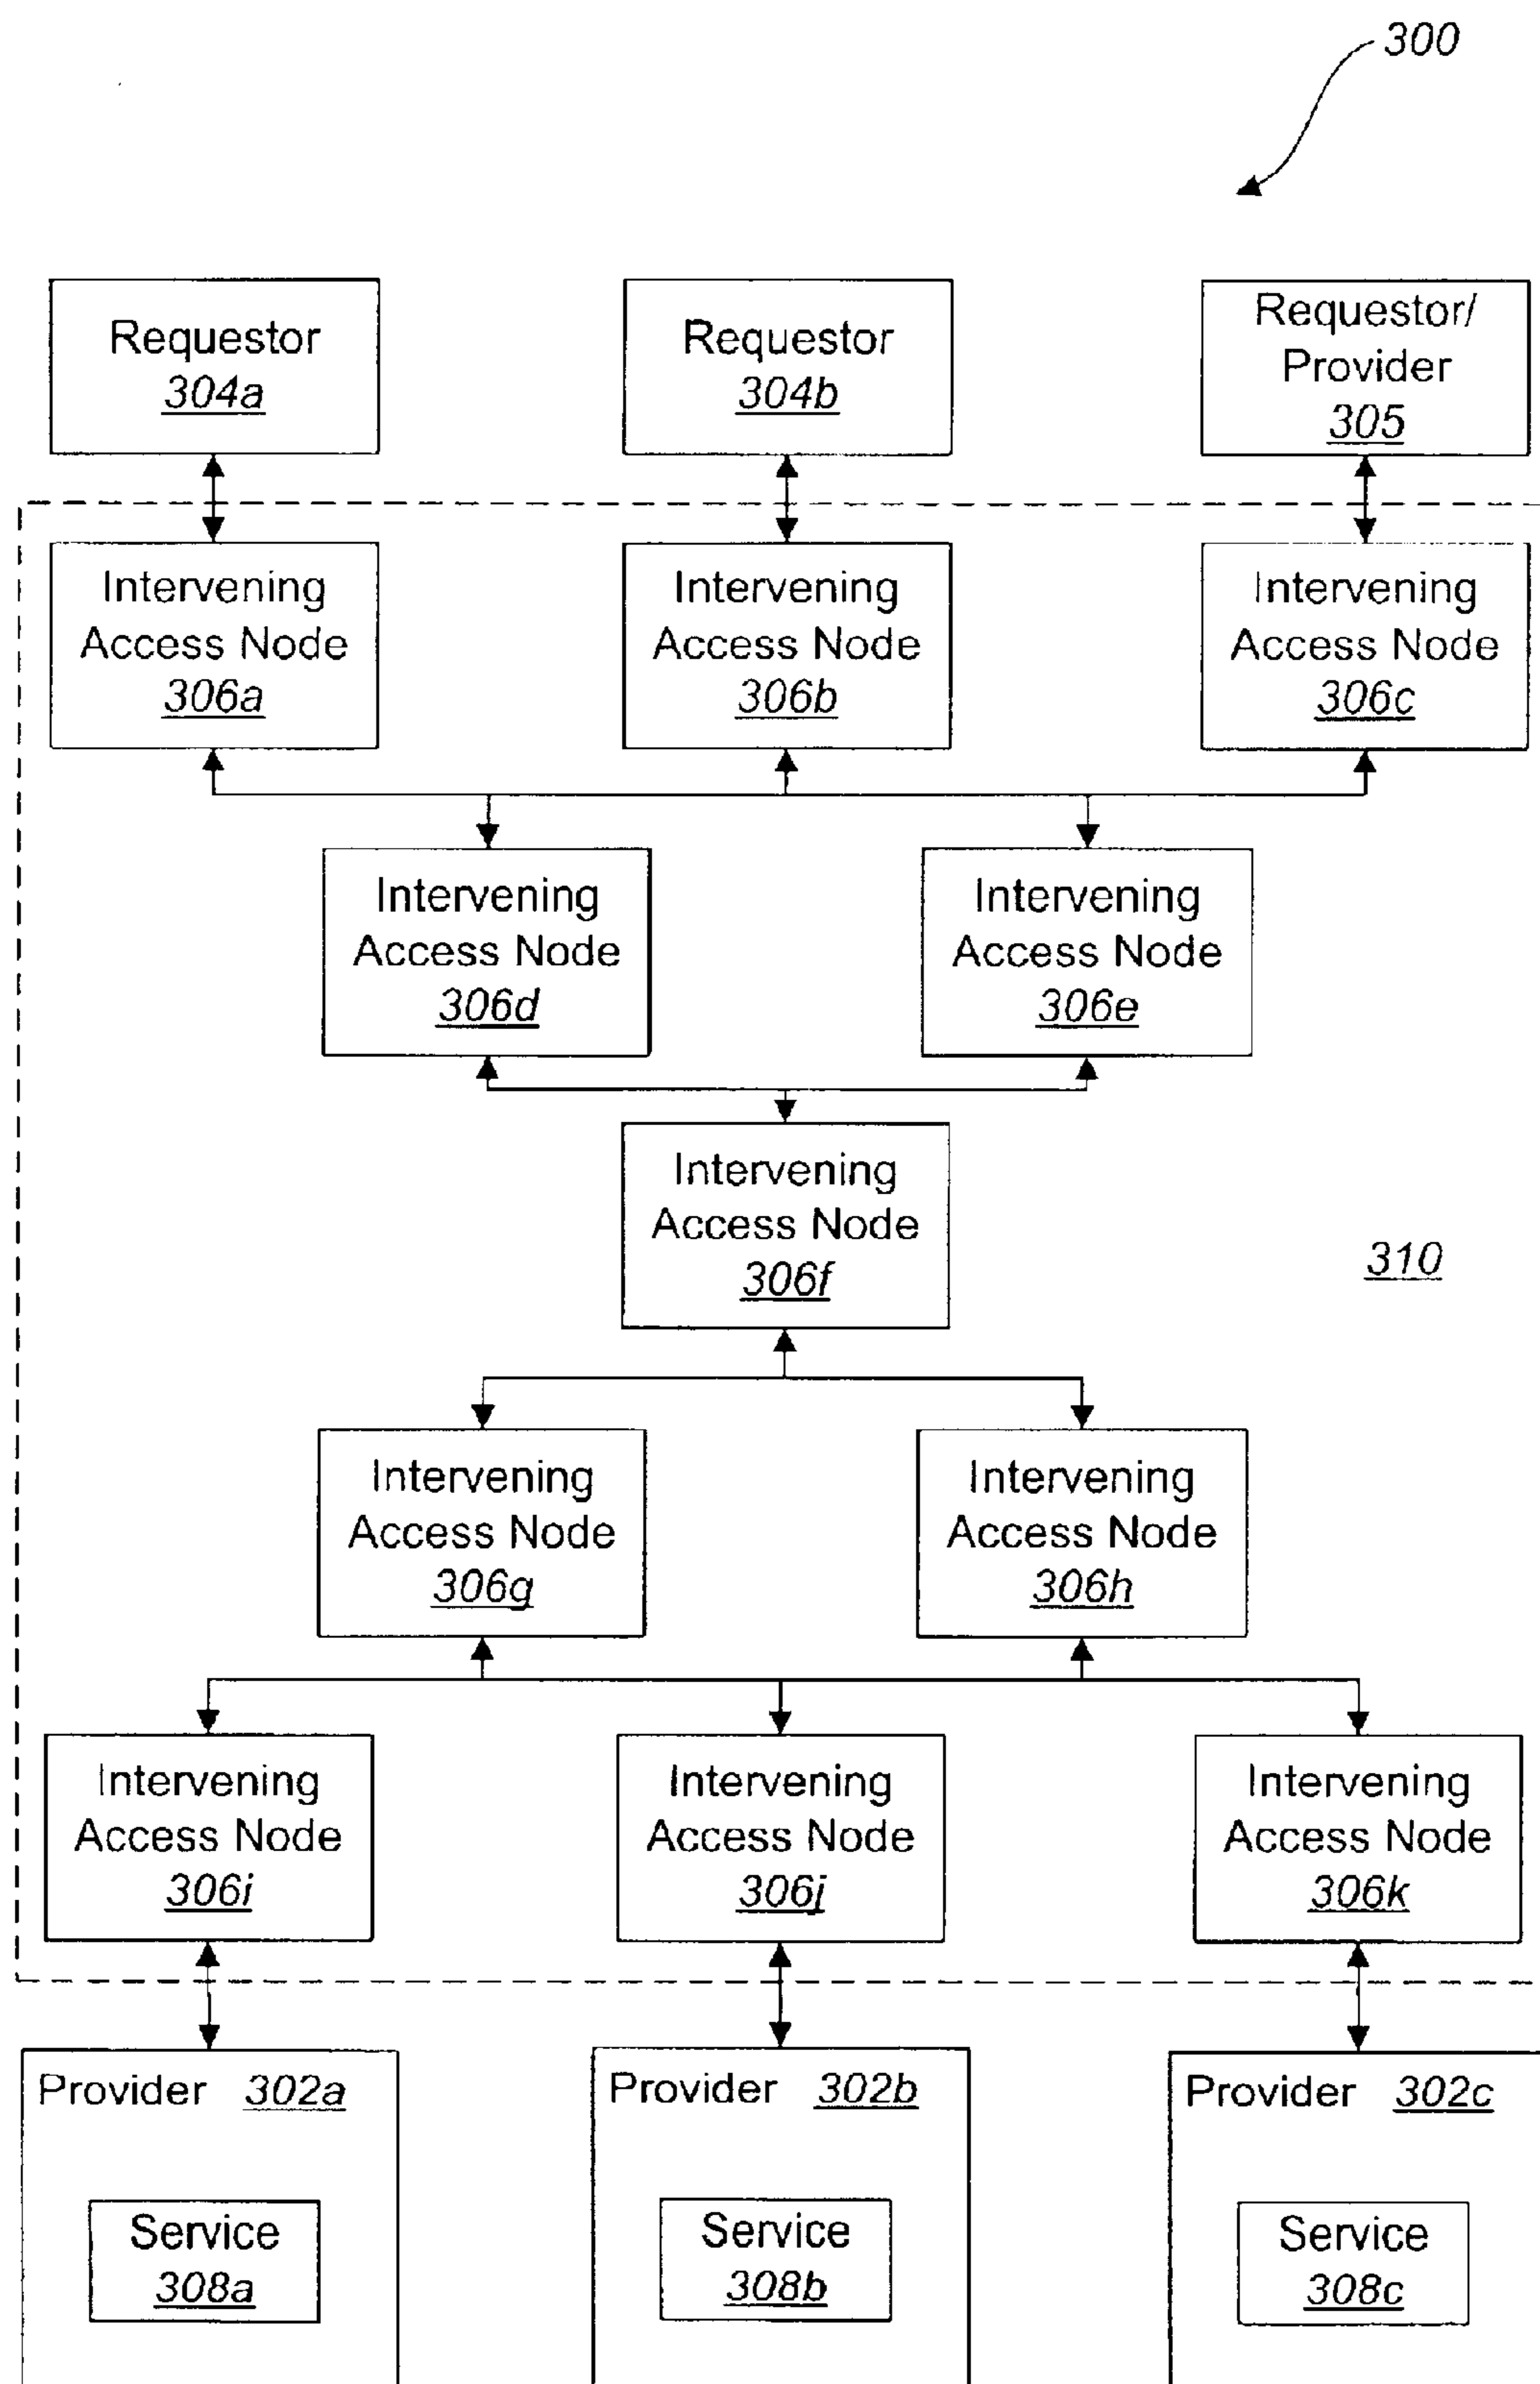 300
Requestor
304a
Requestor
304b
Requestor/
Provider
305
Intervening
Access Node
306a
Intervening
Access Node
306b
Intervening
Access Node
306c
Intervening
Access Node
306d
Intervening
Access Node
306e
Intervening
Access Node
306f
310
Intervening
Access Node
306g
Intervening
Access Node
306h
Intervening
Access Node
306i
Intervening
Access Node
306j
Intervening
Access Node
306k
Provider 302a
Service
308a
Provider 302b
Service
308b
Provider 302c
Service
308c